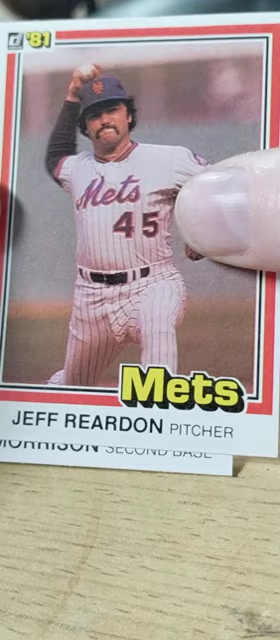 '81
Mets
45
Mets
JEFF REARDON PITCHER
MORRISON SECOND BASE